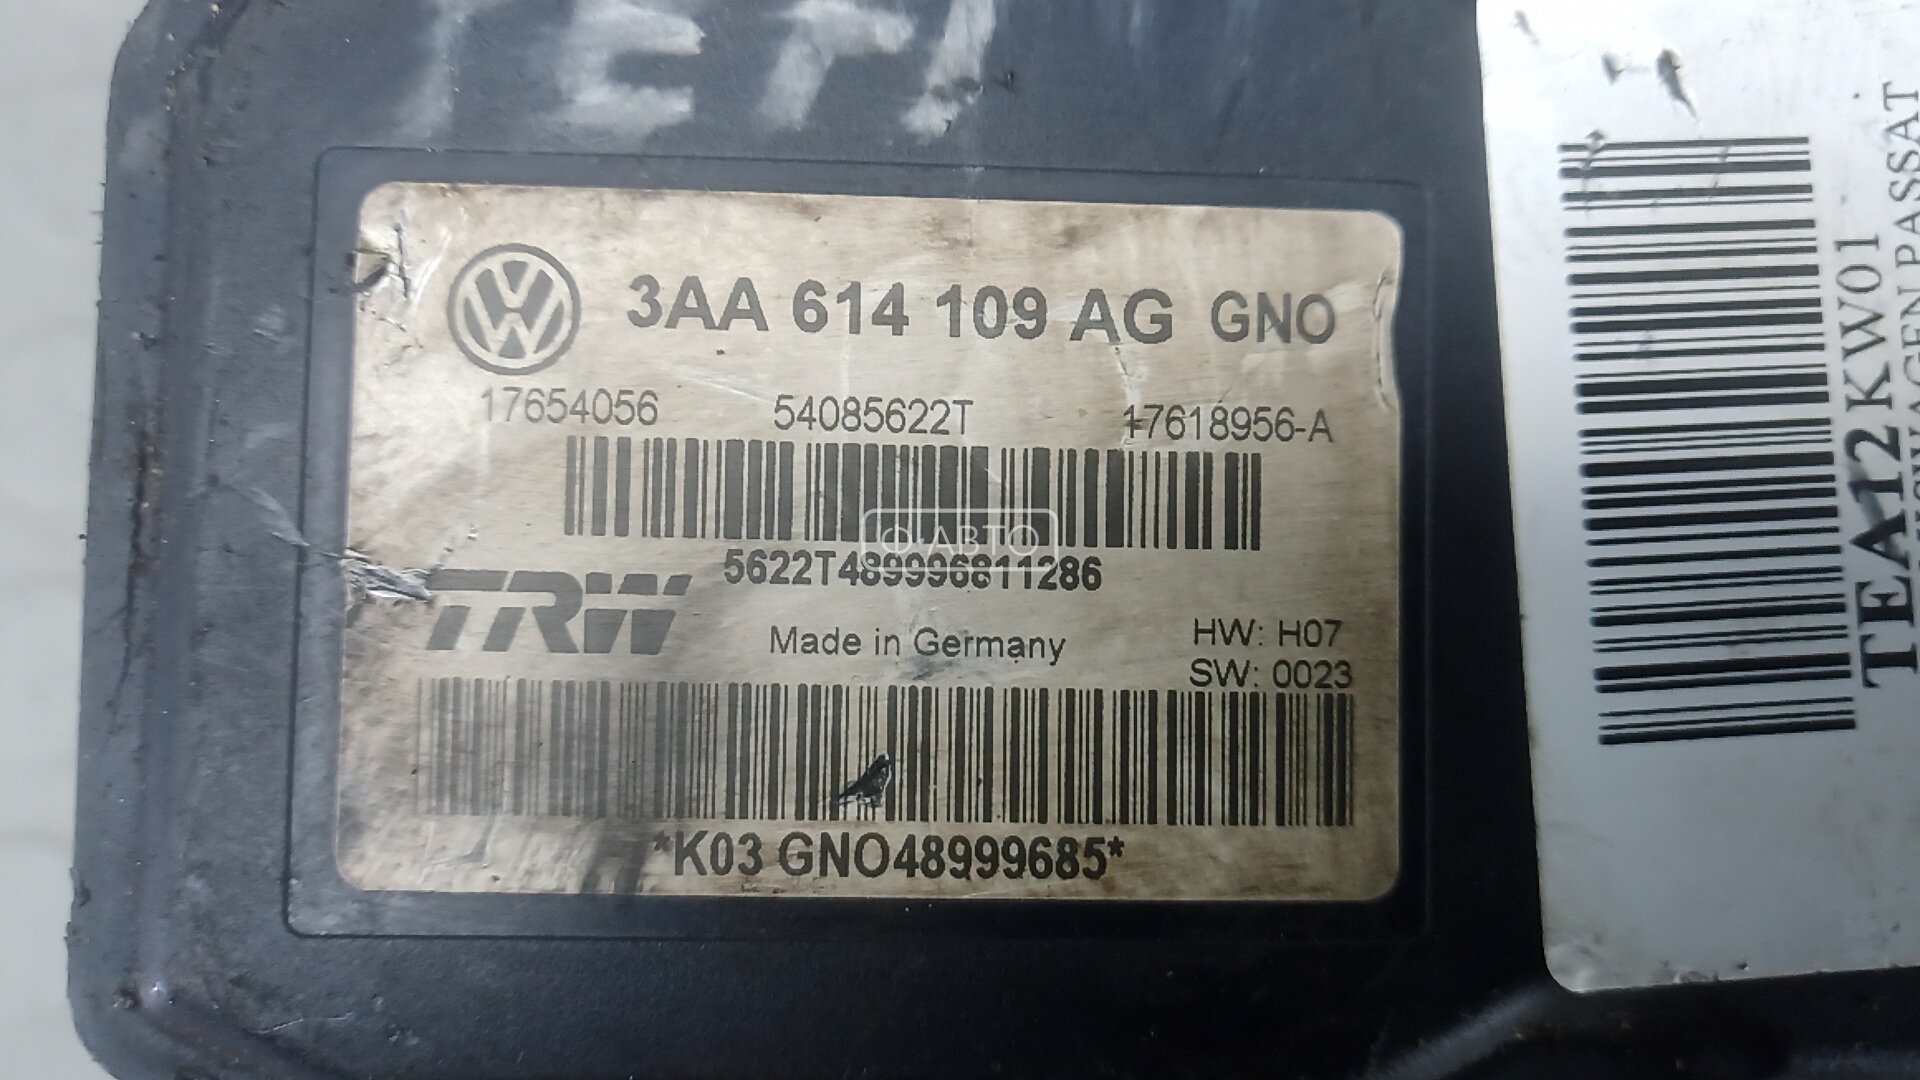 3AA 614 109 AG GNO
17654056 54085622T 17618956-A
О·АВТО
5622T489996811286
TRW
Made in Germany
HW: H07
SW: 0023
*K03 GNO48999685*
TEA12KW01